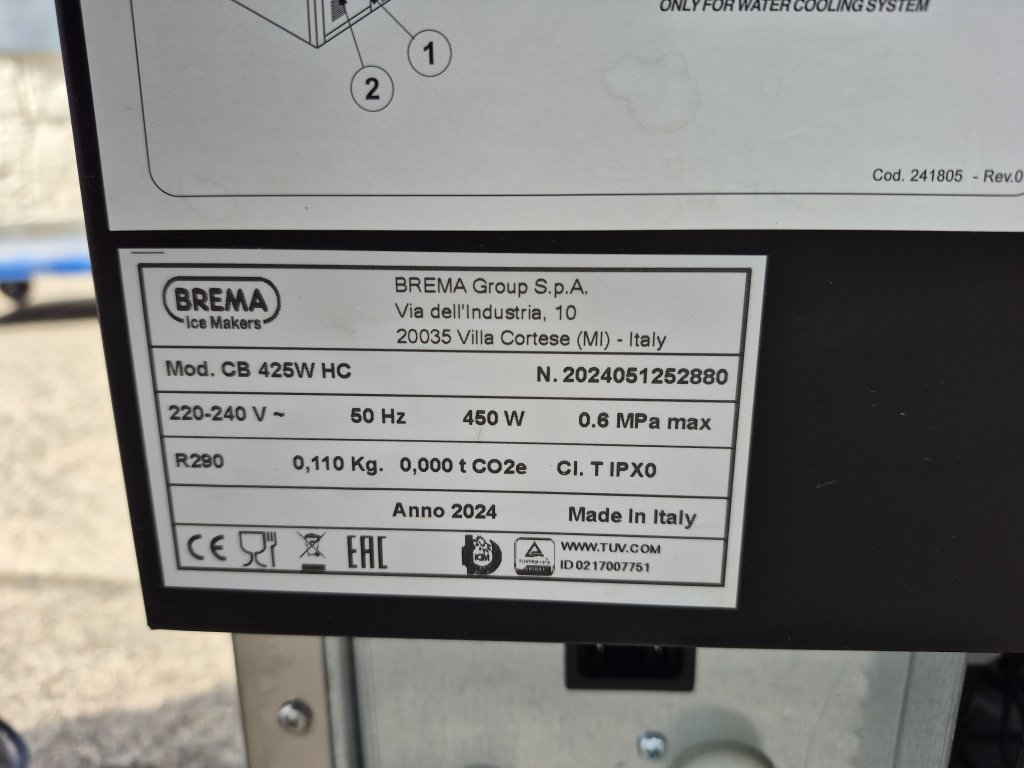 ONLY FOR WATER COOLING SYSTEM
1
2
Cod. 241805 - Rev.0
BREMA
Ice Makers
BREMA Group S.p.A.
Via dell'Industria, 10
20035 Villa Cortese (MI) - Italy
Mod. CB 425W HC N. 2024051252880
220-240 V ~ 50 Hz 450 W 0.6 MPa max
R290 0,110 Kg. 0,000 t CO2e Cl. T IPX0
Anno 2024 Made In Italy
CE EAC IQM WWW.TUV.COM
ID 0217007751